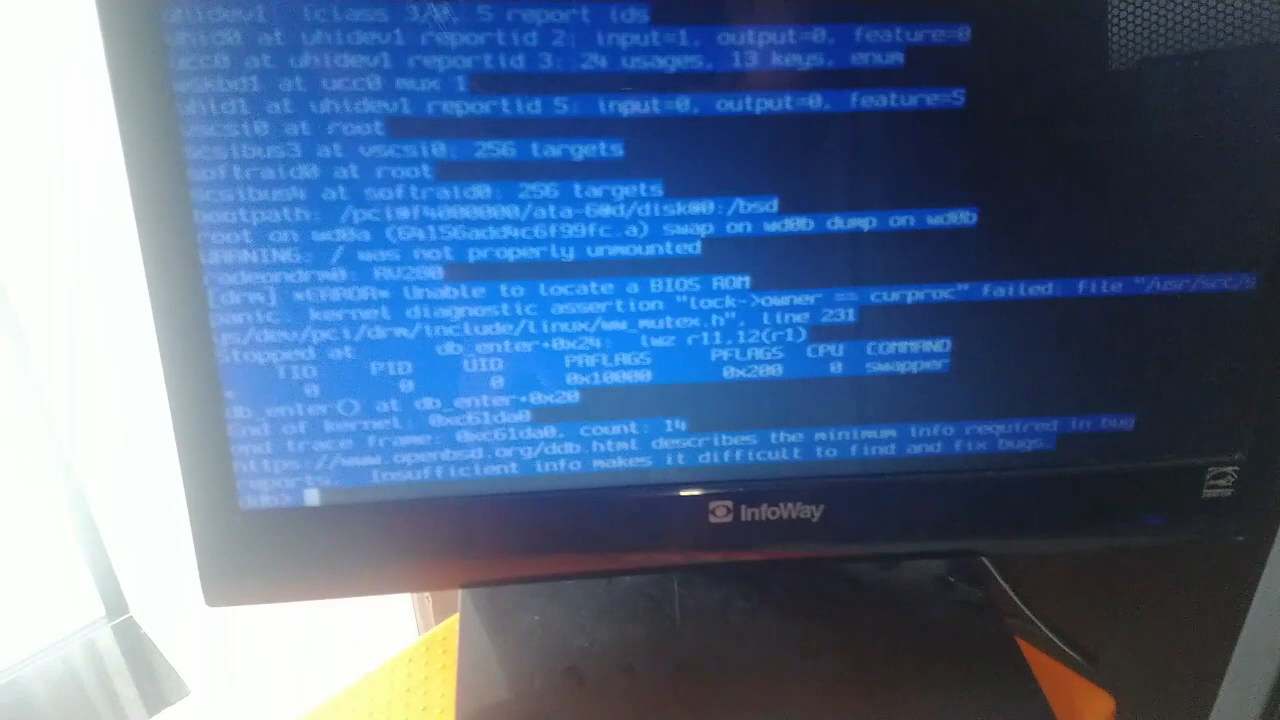 uhidev1: iclass 3/0, 5 report ids
uhid0 at uhidev1 reportid 2: input=1, output=0, feature=0
ucc0 at uhidev1 reportid 3: 24 usages, 13 keys, enum
wskbd1 at ucc0 mux 1
uhid1 at uhidev1 reportid 5: input=0, output=0, feature=5
vscsi0 at root
scsibus3 at vscsi0: 256 targets
softraid0 at root
scsibus4 at softraid0: 256 targets
bootpath: /pci@f4000000/ata-6@d/disk@0:/bsd
root on wd0a (64156add4c6f99fc.a) swap on wd0b dump on wd0b
WARNING: / was not properly unmounted
radeondrm0: RV280
[drm] *ERROR* Unable to locate a BIOS ROM
panic: kernel diagnostic assertion "lock->owner == curproc" failed: file "/usr/src/s
ys/dev/pci/drm/include/linux/ww_mutex.h", line 231
Stopped at db_enter+0x24: lwz r11,12(r1)
TID PID UID PRFLAGS PFLAGS CPU COMMAND
* 0 0 0 0x10000 0x200 0 swapper
db_enter() at db_enter+0x20
end of kernel: 0xc61da0
end trace frame: 0xc61da0, count: 14
https://www.openbsd.org/ddb.html describes the minimum info required in bug
reports. Insufficient info makes it difficult to find and fix bugs.
ddb>
InfoWay